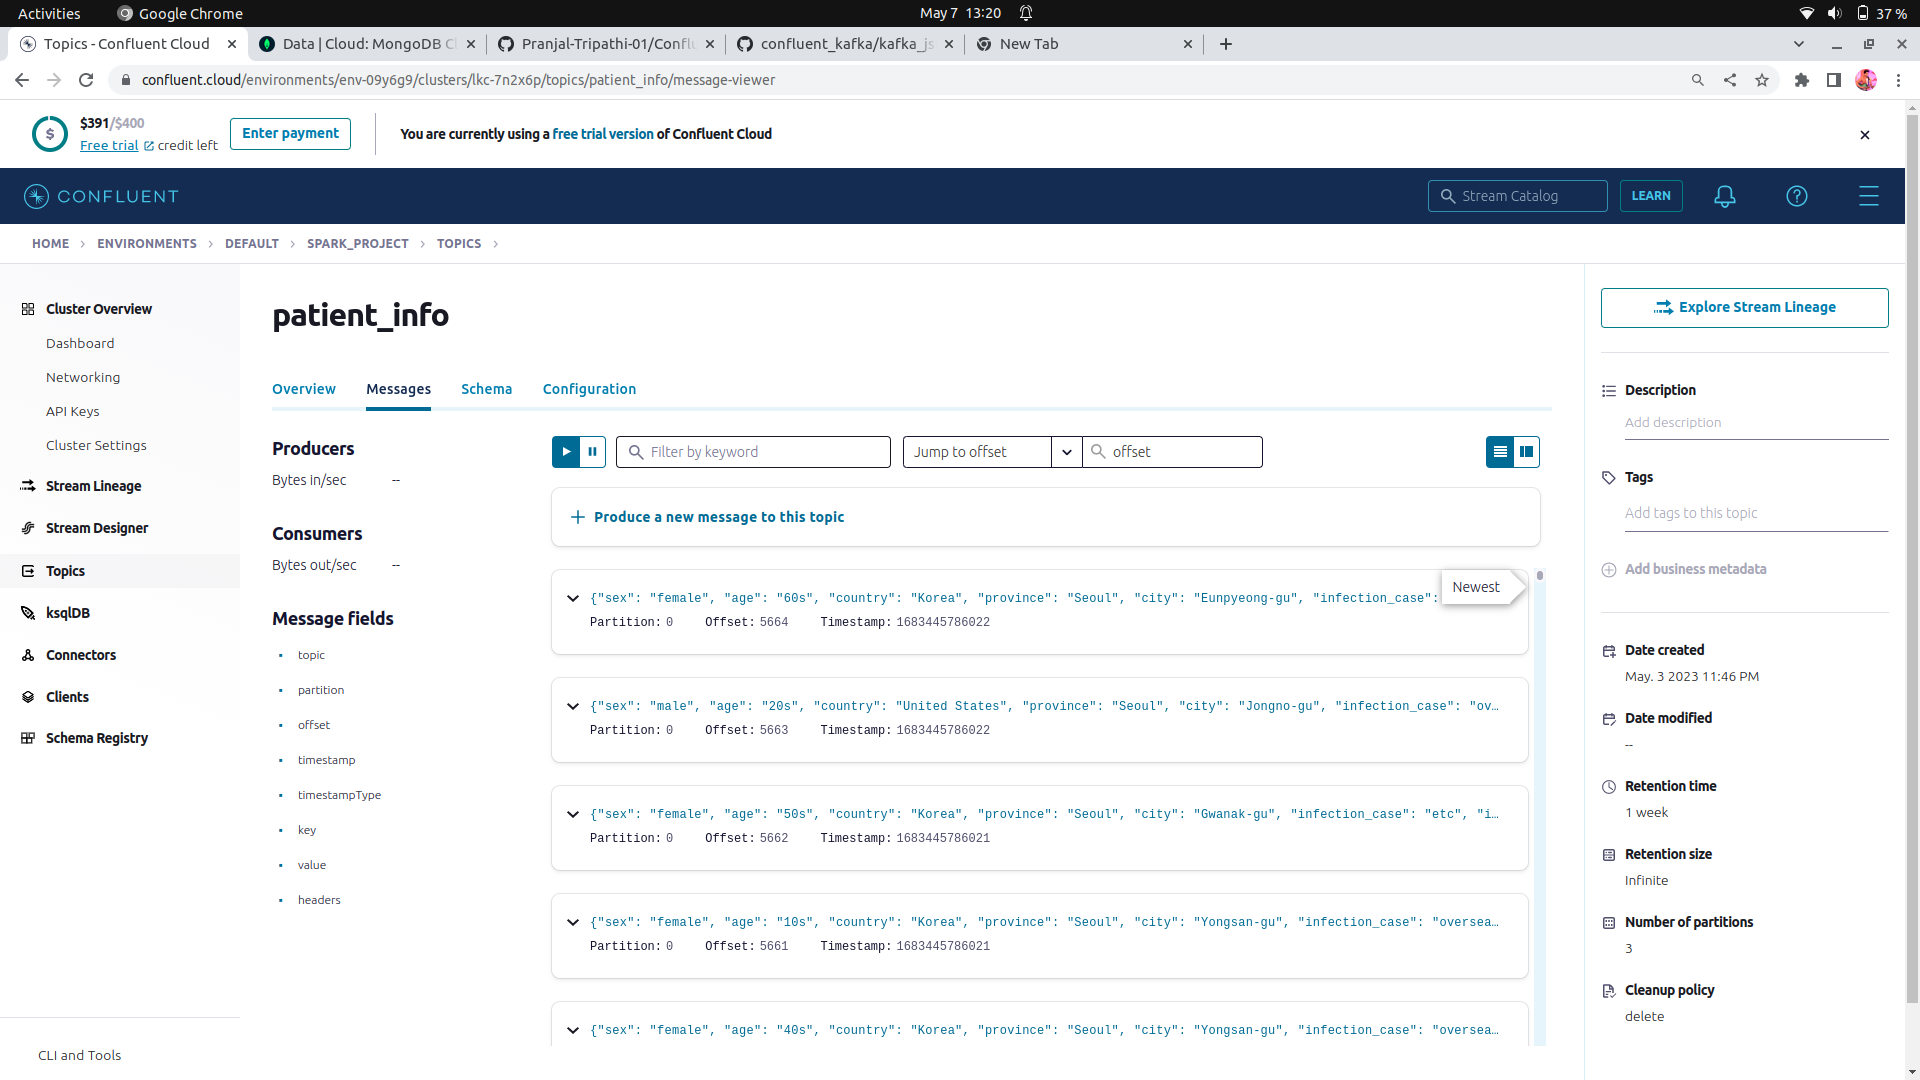 Activities
Google Chrome
May 7 13:20
37 %
Topics - Confluent Cloud
Data | Cloud: MongoDB Cl
Pranjal-Tripathi-01/Conflu
confluent_kafka/kafka_js
New Tab
confluent.cloud/environments/env-09y6g9/clusters/lkc-7n2x6p/topics/patient_info/message-viewer
$
$391/$400
Free trial credit left
Enter payment
You are currently using a free trial version of Confluent Cloud
CONFLUENT
Stream Catalog
LEARN
HOME > ENVIRONMENTS > DEFAULT > SPARK_PROJECT > TOPICS >
Cluster Overview
Dashboard
Networking
API Keys
Cluster Settings
Stream Lineage
Stream Designer
Topics
ksqlDB
Connectors
Clients
Schema Registry
CLI and Tools
patient_info
Overview
Messages
Schema
Configuration
Producers
Bytes in/sec --
Consumers
Bytes out/sec --
Message fields
topic
partition
offset
timestamp
timestampType
key
value
headers
Filter by keyword
Jump to offset
offset
Produce a new message to this topic
Newest
{"sex": "female", "age": "60s", "country": "Korea", "province": "Seoul", "city": "Eunpyeong-gu", "infection_case":
Partition: 0 Offset: 5664 Timestamp: 1683445786022
{"sex": "male", "age": "20s", "country": "United States", "province": "Seoul", "city": "Jongno-gu", "infection_case": "ov…
Partition: 0 Offset: 5663 Timestamp: 1683445786022
{"sex": "female", "age": "50s", "country": "Korea", "province": "Seoul", "city": "Gwanak-gu", "infection_case": "etc", "i…
Partition: 0 Offset: 5662 Timestamp: 1683445786021
{"sex": "female", "age": "10s", "country": "Korea", "province": "Seoul", "city": "Yongsan-gu", "infection_case": "oversea…
Partition: 0 Offset: 5661 Timestamp: 1683445786021
{"sex": "female", "age": "40s", "country": "Korea", "province": "Seoul", "city": "Yongsan-gu", "infection_case": "oversea…
Explore Stream Lineage
Description
Add description
Tags
Add tags to this topic
Add business metadata
Date created
May. 3 2023 11:46 PM
Date modified
--
Retention time
1 week
Retention size
Infinite
Number of partitions
3
Cleanup policy
delete